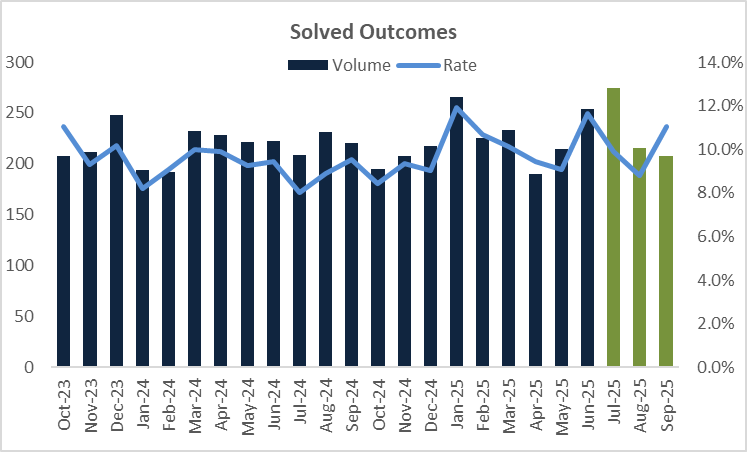 Solved Outcomes
Volume Rate
300 14.0%
250 12.0%
200 10.0%
150 8.0%
100 6.0%
50 4.0%
0 2.0%
0.0%
Oct-23 Nov-23 Dec-23 Jan-24 Feb-24 Mar-24 Apr-24 May-24 Jun-24 Jul-24 Aug-24 Sep-24 Oct-24 Nov-24 Dec-24 Jan-25 Feb-25 Mar-25 Apr-25 May-25 Jun-25 Jul-25 Aug-25 Sep-25